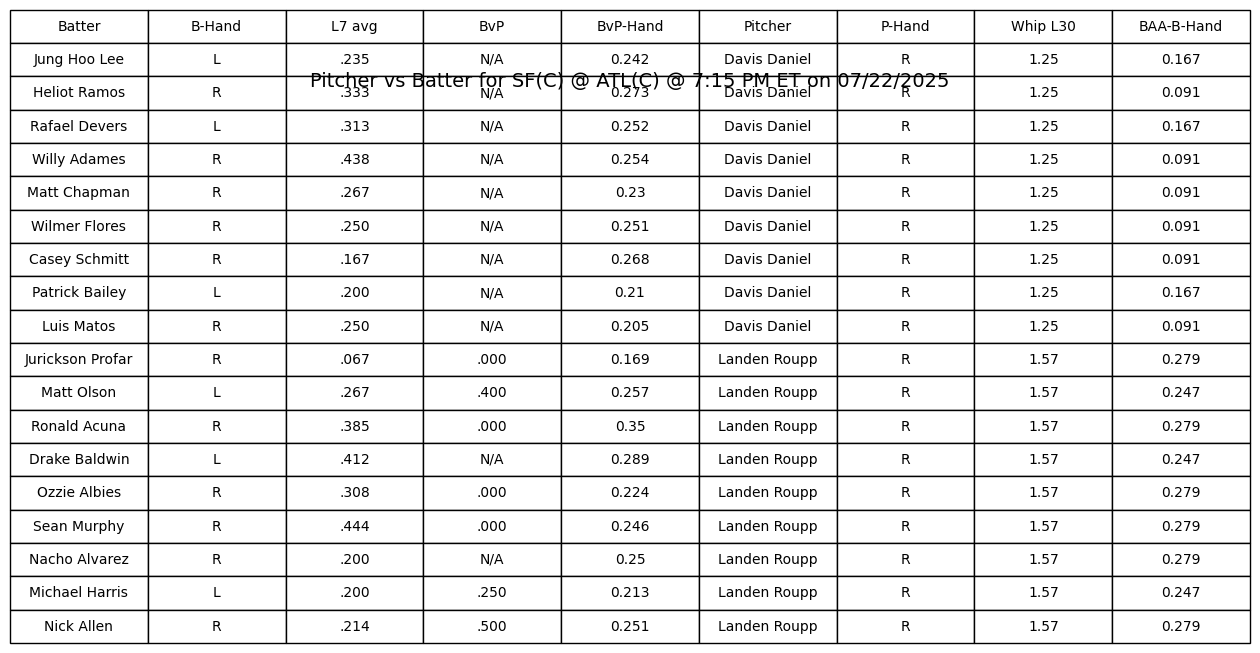 Batter B-Hand L7 avg BvP BvP-Hand Pitcher P-Hand Whip L30 BAA-B-Hand
Jung Hoo Lee L .235 N/A 0.242 Davis Daniel R 1.25 0.167
Pitcher vs Batter for SF(C) @ ATL(C) @ 7:15 PM ET on 07/22/2025
Heliot Ramos R .333 N/A 0.273 Davis Daniel R 1.25 0.091
Rafael Devers L .313 N/A 0.252 Davis Daniel R 1.25 0.167
Willy Adames R .438 N/A 0.254 Davis Daniel R 1.25 0.091
Matt Chapman R .267 N/A 0.23 Davis Daniel R 1.25 0.091
Wilmer Flores R .250 N/A 0.251 Davis Daniel R 1.25 0.091
Casey Schmitt R .167 N/A 0.268 Davis Daniel R 1.25 0.091
Patrick Bailey L .200 N/A 0.21 Davis Daniel R 1.25 0.167
Luis Matos R .250 N/A 0.205 Davis Daniel R 1.25 0.091
Jurickson Profar R .067 .000 0.169 Landen Roupp R 1.57 0.279
Matt Olson L .267 .400 0.257 Landen Roupp R 1.57 0.247
Ronald Acuna R .385 .000 0.35 Landen Roupp R 1.57 0.279
Drake Baldwin L .412 N/A 0.289 Landen Roupp R 1.57 0.247
Ozzie Albies R .308 .000 0.224 Landen Roupp R 1.57 0.279
Sean Murphy R .444 .000 0.246 Landen Roupp R 1.57 0.279
Nacho Alvarez R .200 N/A 0.25 Landen Roupp R 1.57 0.279
Michael Harris L .200 .250 0.213 Landen Roupp R 1.57 0.247
Nick Allen R .214 .500 0.251 Landen Roupp R 1.57 0.279